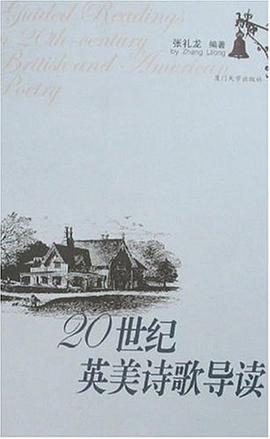 Guided Readings
in 20th-century
British and American
Poetry
张礼龙 编著
by Zhang Lilong
厦门大学出版社
20世纪
英美诗歌导读